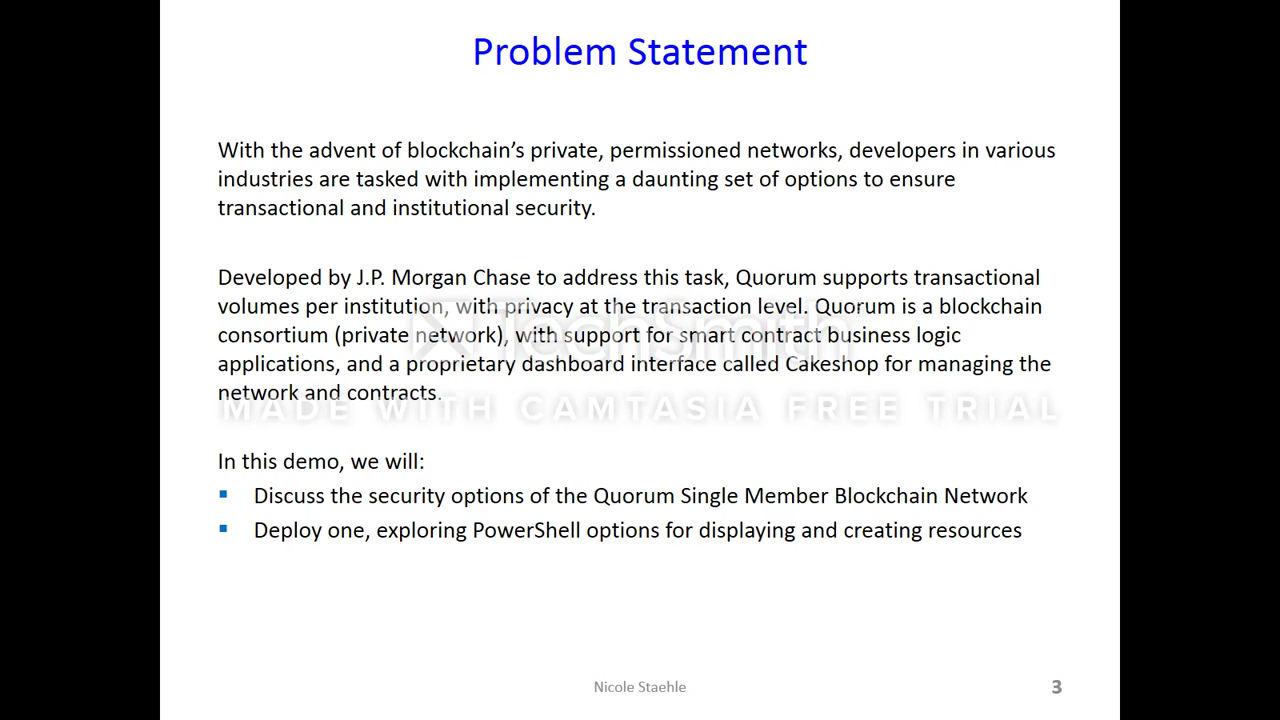 Problem Statement
With the advent of blockchain’s private, permissioned networks, developers in various
industries are tasked with implementing a daunting set of options to ensure
transactional and institutional security.
Developed by J.P. Morgan Chase to address this task, Quorum supports transactional
volumes per institution, with privacy at the transaction level. Quorum is a blockchain
consortium (private network), with support for smart contract business logic
applications, and a proprietary dashboard interface called Cakeshop for managing the
network and contracts.
TechSmith
MADE WITH CAMTASIA FREE TRIAL
In this demo, we will:
▪ Discuss the security options of the Quorum Single Member Blockchain Network
▪ Deploy one, exploring PowerShell options for displaying and creating resources
Nicole Staehle
3